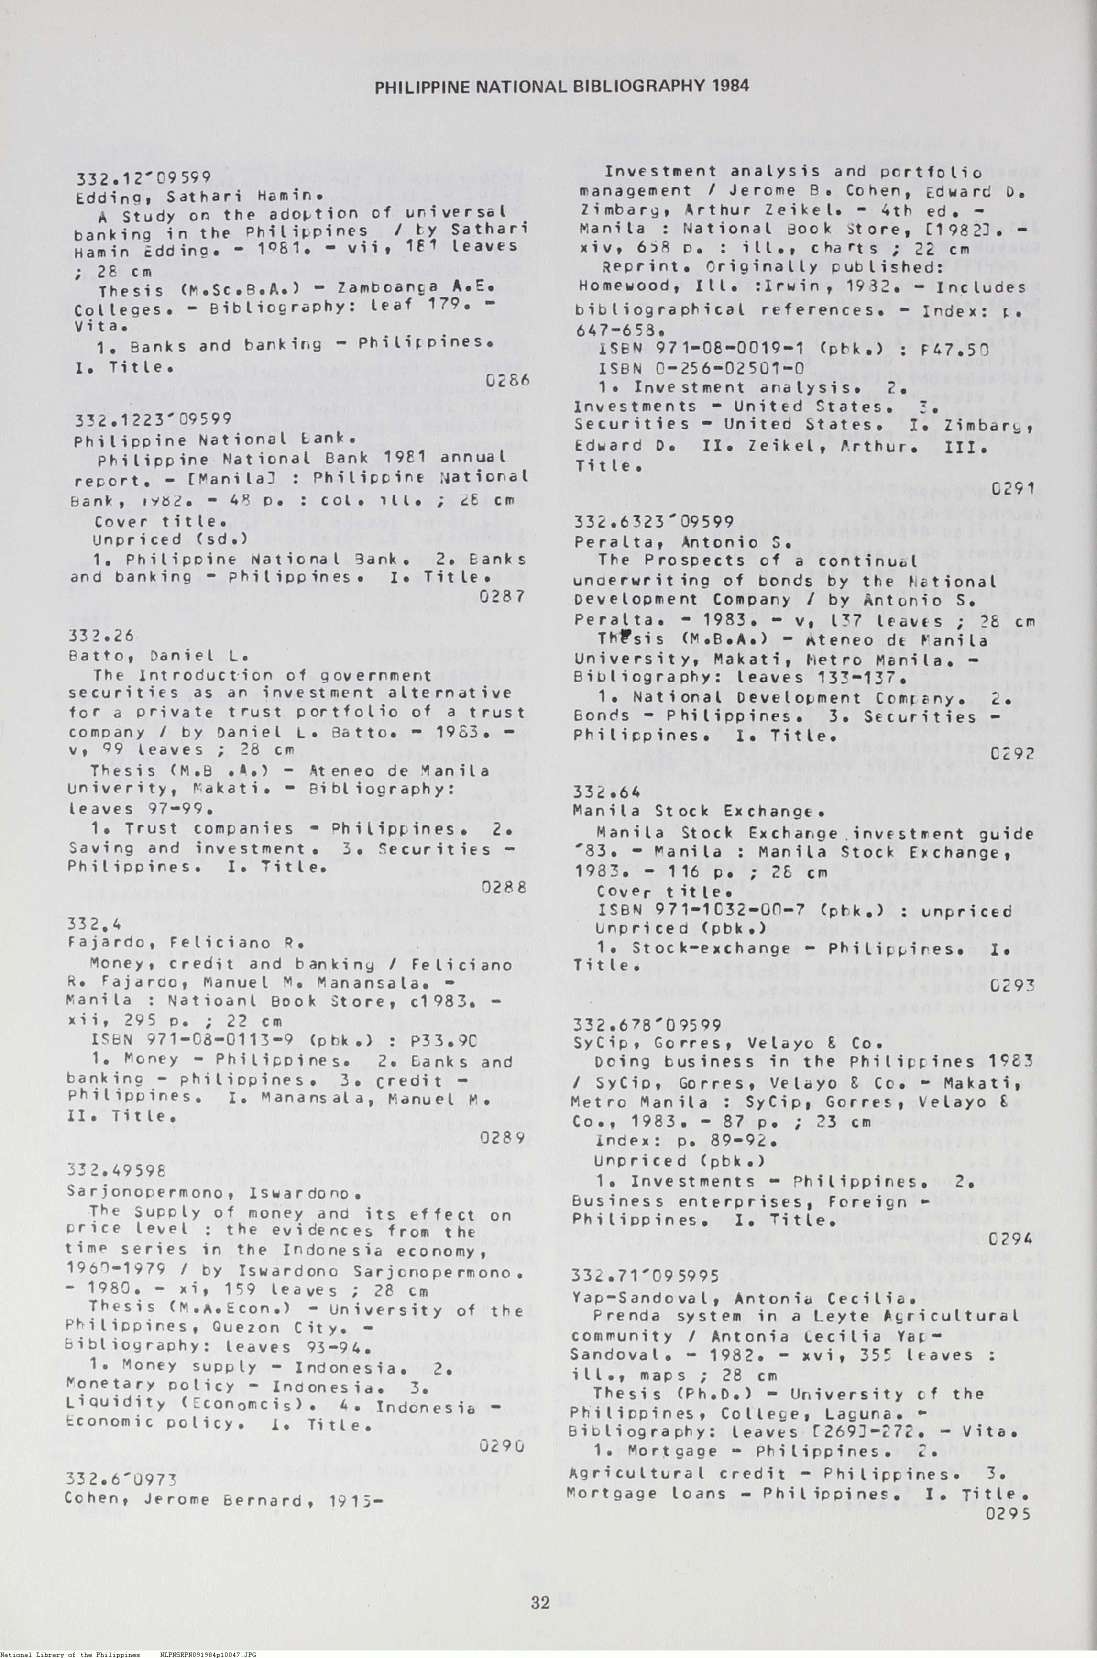 PHILIPPINE NATIONAL BIBLIOGRAPHY 1984
332.12´09599
Edding, Sathari Hamin.
A Study on the adoption of universal
banking in the Philippines / by Sathari
Hamin Edding. - 1981. - vii, 181 leaves
; 28 cm
Thesis (M.Sc.B.A.) - Zamboanga A.E.
Colleges. - Bibliography: leaf 179. -
Vita.
1. Banks and banking - Philippines.
I. Title.
0286
332.1223´09599
Philippine National Bank.
Philippine National Bank 1981 annual
report. - [Manila] : Philippine National
Bank, 1982. - 48 p. : col. ill. ; 28 cm
Cover title.
Unpriced (sd.)
1. Philippine National Bank. 2. Banks
and banking - Philippines. I. Title.
0287
332.26
Batto, Daniel L.
The Introduction of government
securities as an investment alternative
for a private trust portfolio of a trust
company / by Daniel L. Batto. - 1983. -
v, 99 leaves ; 28 cm
Thesis (M.B .A.) - Ateneo de Manila
Univerity, Makati. - Bibliography:
leaves 97-99.
1. Trust companies - Philippines. 2.
Saving and investment. 3. Securities -
Philippines. I. Title.
0288
332.4
Fajardo, Feliciano R.
Money, credit and banking / Feliciano
R. Fajardo, Manuel M. Manansala. -
Manila : Natioanl Book Store, c1983. -
xii, 295 p. ; 22 cm
ISBN 971-08-0113-9 (pbk.) : P33.90
1. Money - Philippines. 2. Banks and
banking - philippines. 3. Credit -
Philippines. I. Manansala, Manuel M.
II. Title.
0289
332.49598
Sarjonopermono, Iswardono.
The Supply of money and its effect on
price level : the evidences from the
time series in the Indonesia economy,
1960-1979 / by Iswardono Sarjonopermono.
- 1980. - xi, 159 leaves ; 28 cm
Thesis (M.A.Econ.) - University of the
Philippines, Quezon City. -
Bibliography: leaves 93-94.
1. Money supply - Indonesia. 2.
Monetary policy - Indonesia. 3.
Liquidity (Economcis). 4. Indonesia -
Economic policy. I. Title.
0290
332.6´0973
Cohen, Jerome Bernard, 1915-
Investment analysis and portfolio
management / Jerome B. Cohen, Edward D.
Zimbarg, Arthur Zeikel. - 4th ed. -
Manila : National Book Store, [1982]. -
xiv, 658 p. : ill., charts ; 22 cm
Reprint. Originally published:
Homewood, Ill. :Irwin, 1982. - Includes
bibliographical references. - Index: p.
647-658.
ISBN 971-08-0019-1 (pbk.) : P47.50
ISBN 0-256-02501-0
1. Investment analysis. 2.
Investments - United States. 3.
Securities - United States. I. Zimbarg,
Edward D. II. Zeikel, Arthur. III.
Title.
0291
332.6323´09599
Peralta, Antonio S.
The Prospects of a continual
underwriting of bonds by the National
Development Company / by Antonio S.
Peralta. - 1983. - v, 137 leaves ; 28 cm
Thesis (M.B.A.) - Ateneo de Manila
University, Makati, Metro Manila. -
Bibliography: leaves 133-137.
1. National Development Company. 2.
Bonds - Philippines. 3. Securities -
Philippines. I. Title.
0292
332.64
Manila Stock Exchange.
Manila Stock Exchange investment guide
´83. - Manila : Manila Stock Exchange,
1983. - 116 p. ; 28 cm
Cover title.
ISBN 971-1032-00-7 (pbk.) : unpriced
Unpriced (pbk.)
1. Stock-exchange - Philippines. I.
Title.
0293
332.678´09599
SyCip, Gorres, Velayo & Co.
Doing business in the Philippines 1983
/ SyCip, Gorres, Velayo & Co. - Makati,
Metro Manila : SyCip, Gorres, Velayo &
Co., 1983. - 87 p. ; 23 cm
Index: p. 89-92.
Unpriced (pbk.)
1. Investments - Philippines. 2.
Business enterprises, Foreign -
Philippines. I. Title.
0294
332.71´095995
Yap-Sandoval, Antonia Cecilia.
Prenda system in a Leyte Agricultural
community / Antonia Cecilia Yap-
Sandoval. - 1982. - xvi, 355 leaves :
ill., maps ; 28 cm
Thesis (Ph.D.) - University of the
Philippines, College, Laguna. -
Bibliography: leaves [269]-272. - Vita.
1. Mortgage - Philippines. 2.
Agricultural credit - Philippines. 3.
Mortgage loans - Philippines. I. Title.
0295
32
National Library of the Philippines NLPNSRPN091984p10047.JPG